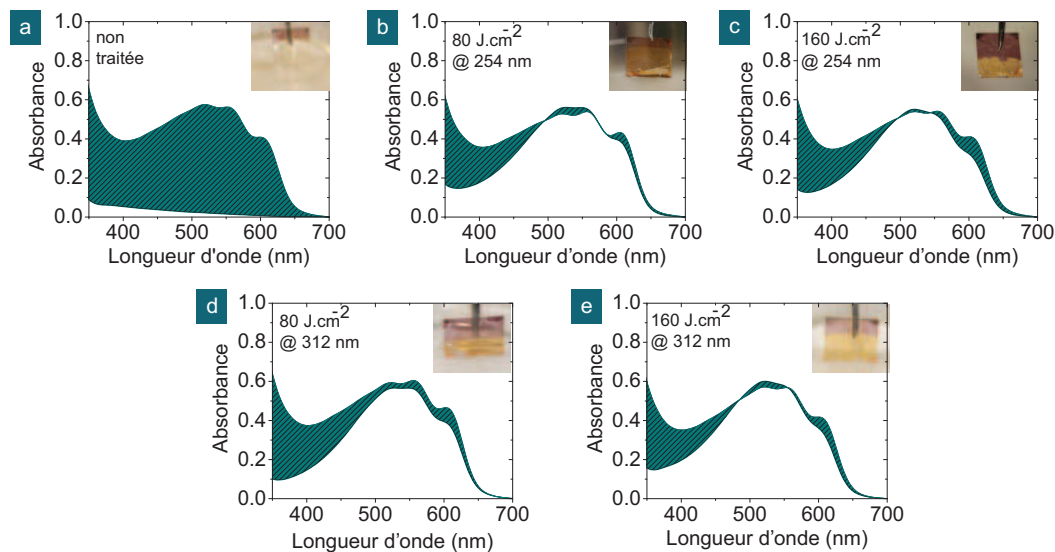 a
non
traitée
1.0
0.8
0.6
0.4
0.2
0.0
Absorbance
400 500 600 700
Longueur d'onde (nm)
b
80 J.cm-2
@ 254 nm
1.0
0.8
0.6
0.4
0.2
0.0
Absorbance
400 500 600 700
Longueur d’onde (nm)
c
160 J.cm-2
@ 254 nm
1.0
0.8
0.6
0.4
0.2
0.0
Absorbance
400 500 600 700
Longueur d’onde (nm)
d
80 J.cm-2
@ 312 nm
1.0
0.8
0.6
0.4
0.2
0.0
Absorbance
400 500 600 700
Longueur d’onde (nm)
e
160 J.cm-2
@ 312 nm
1.0
0.8
0.6
0.4
0.2
0.0
Absorbance
400 500 600 700
Longueur d’onde (nm)